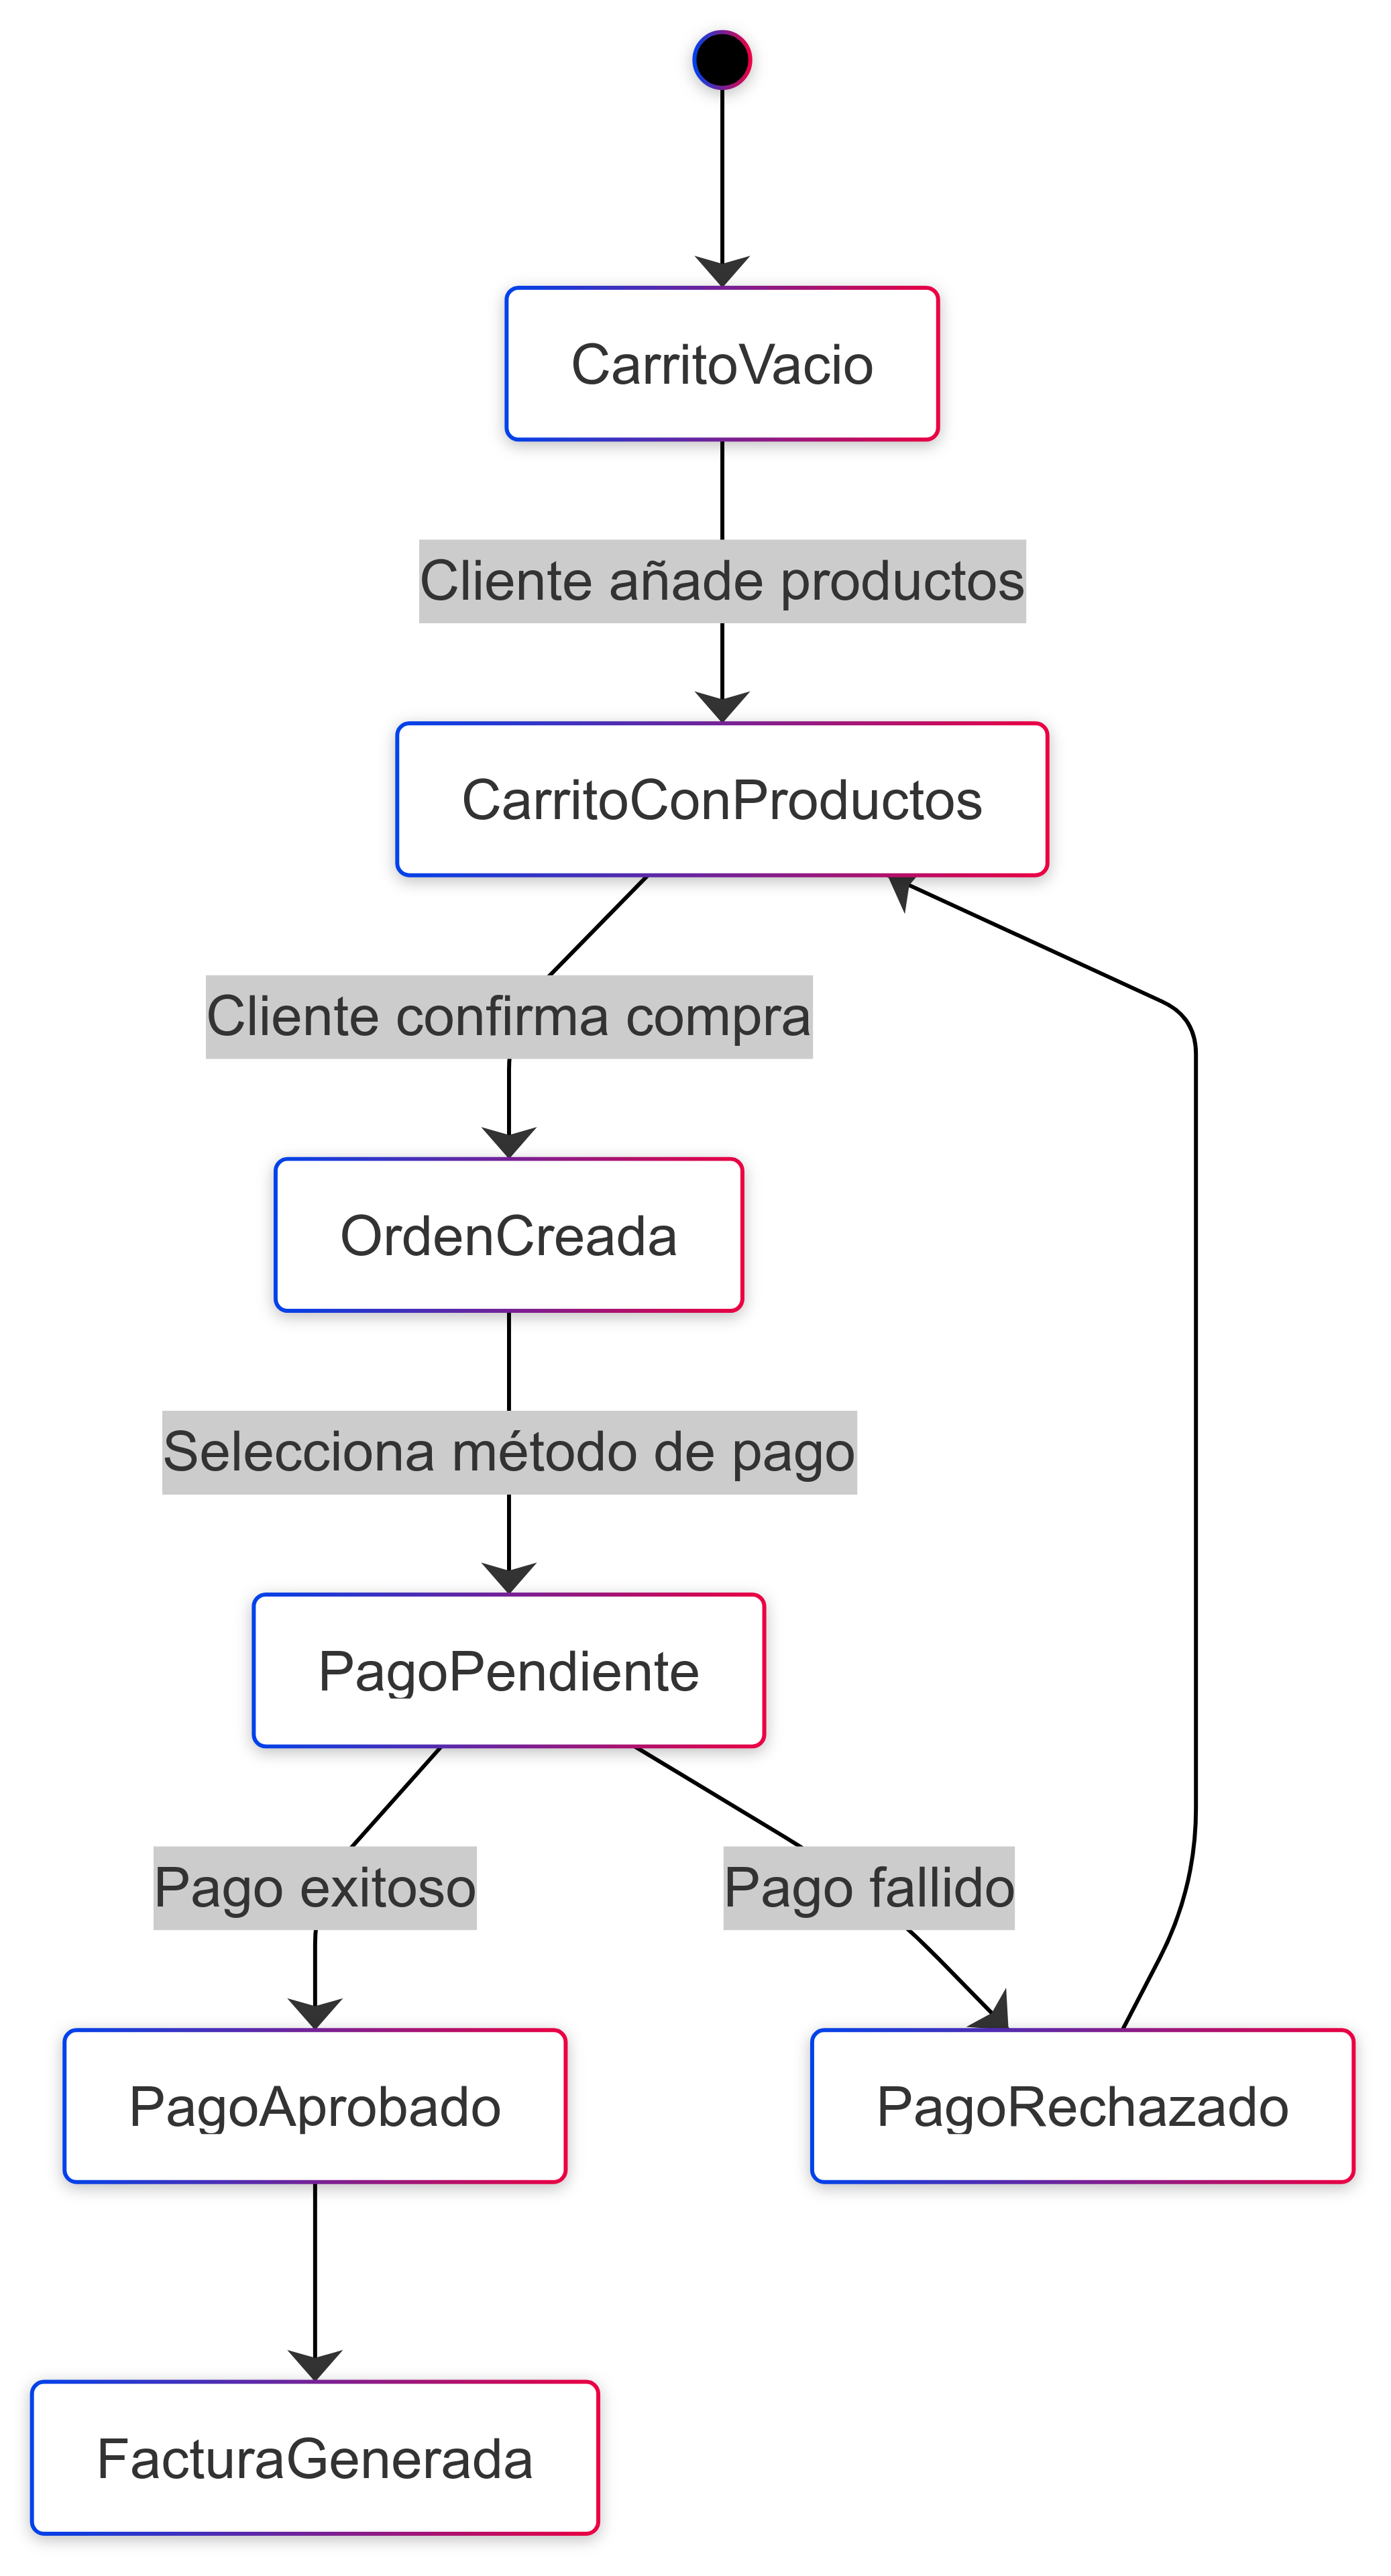 CarritoVacio
Cliente añade productos
CarritoConProductos
Cliente confirma compra
OrdenCreada
Selecciona método de pago
PagoPendiente
Pago exitoso
Pago fallido
PagoAprobado
PagoRechazado
FacturaGenerada